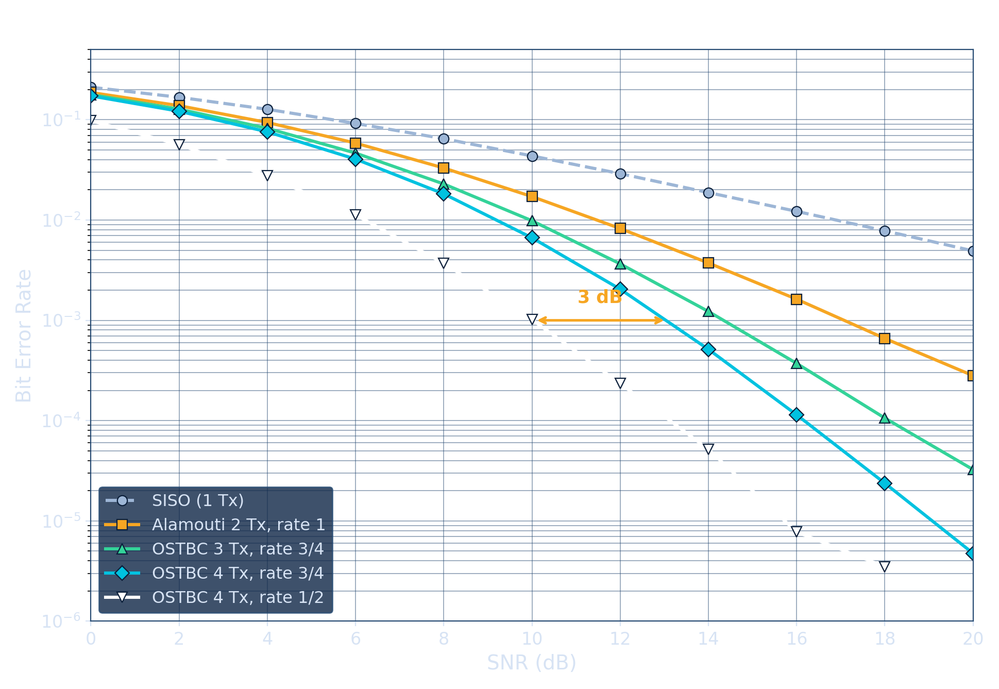 10⁻¹
10⁻²
10⁻³
10⁻⁴
10⁻⁵
10⁻⁶
Bit Error Rate
3 dB
SISO (1 Tx)
Alamouti 2 Tx, rate 1
OSTBC 3 Tx, rate 3/4
OSTBC 4 Tx, rate 3/4
OSTBC 4 Tx, rate 1/2
0 2 4 6 8 10 12 14 16 18 20
SNR (dB)